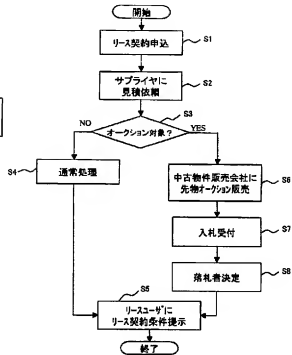 開始
リース契約申込
S1
サプライヤに
見積依頼
S2
S3
オークション対象?
NO
YES
S4
通常処理
中古物件販売会社に
先物オークション販売
S6
入札受付
S7
落札者決定
S8
S5
リースユーザに
リース契約条件提示
終了